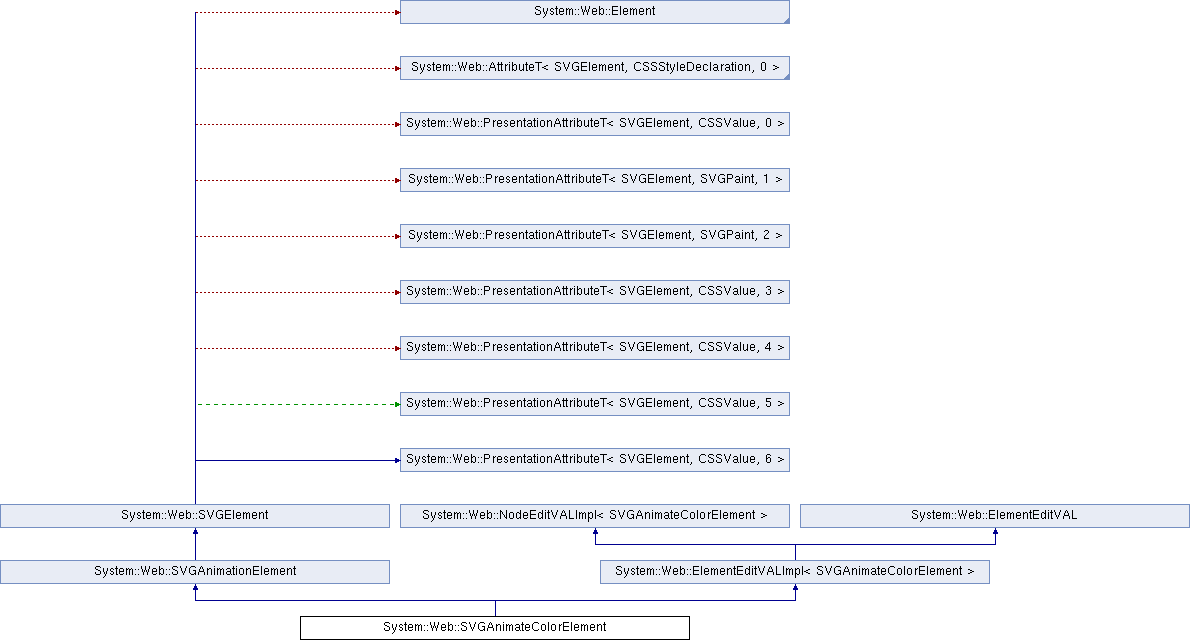 System::Web::Element
System::Web::AttributeT< SVGElement, CSSStyleDeclaration, 0 >
System::Web::PresentationAttributeT< SVGElement, CSSValue, 0 >
System::Web::PresentationAttributeT< SVGElement, SVGPaint, 1 >
System::Web::PresentationAttributeT< SVGElement, SVGPaint, 2 >
System::Web::PresentationAttributeT< SVGElement, CSSValue, 3 >
System::Web::PresentationAttributeT< SVGElement, CSSValue, 4 >
System::Web::PresentationAttributeT< SVGElement, CSSValue, 5 >
System::Web::PresentationAttributeT< SVGElement, CSSValue, 6 >
System::Web::SVGElement
System::Web::NodeEditVALImpl< SVGAnimateColorElement >
System::Web::ElementEditVAL
System::Web::SVGAnimationElement
System::Web::ElementEditVALImpl< SVGAnimateColorElement >
System::Web::SVGAnimateColorElement